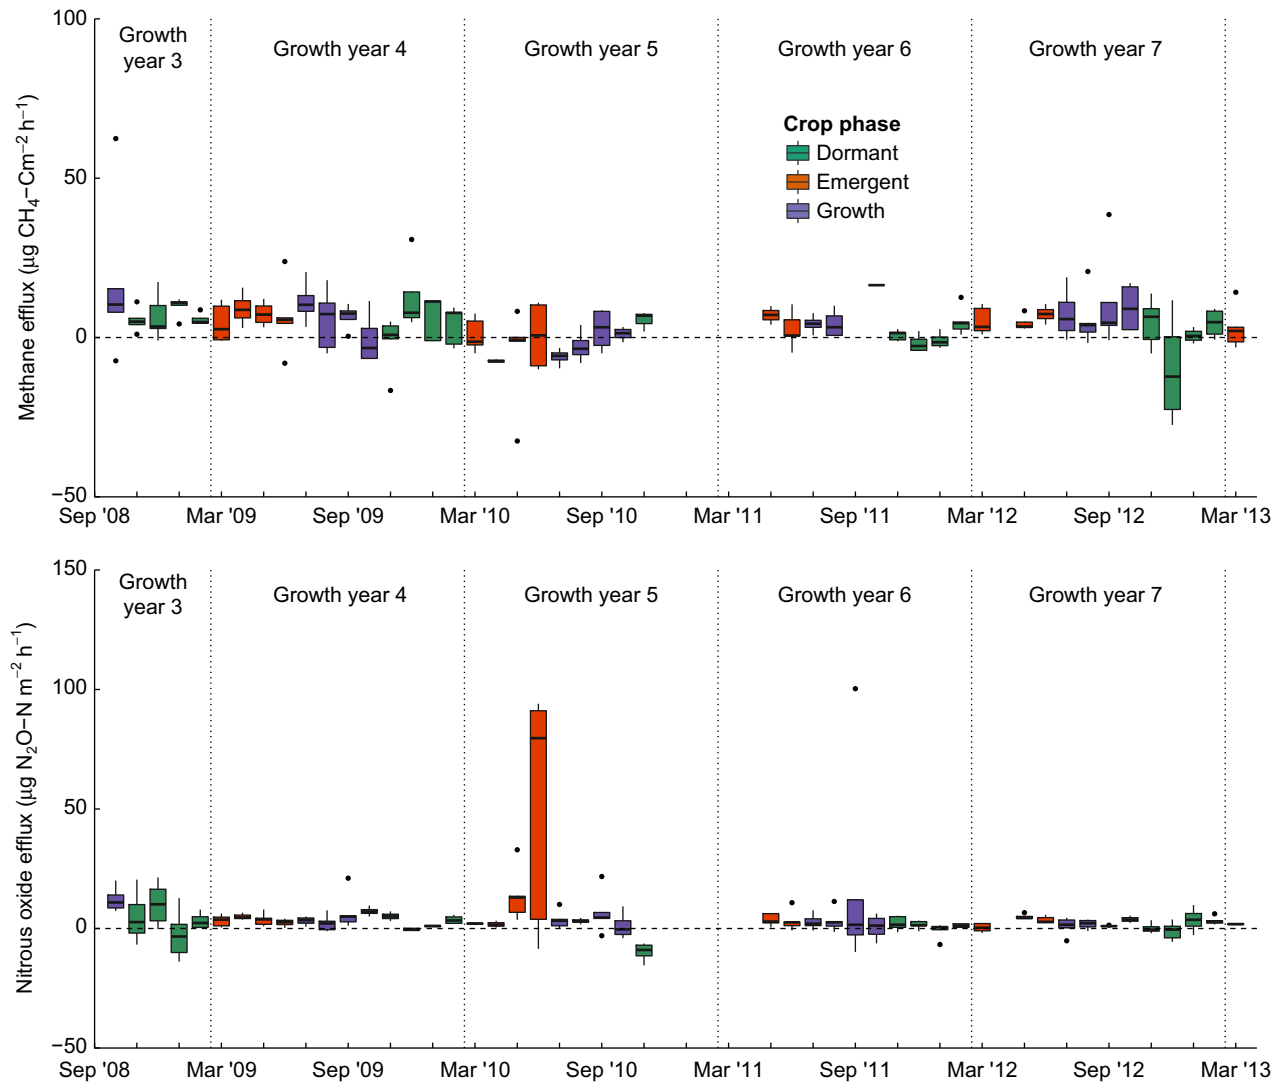 100
50
0
−50
Methane efflux (µg CH₄−Cm⁻² h⁻¹)
Growth
year 3
Growth year 4
Growth year 5
Growth year 6
Growth year 7
Crop phase
Dormant
Emergent
Growth
Sep '08
Mar '09
Sep '09
Mar '10
Sep '10
Mar '11
Sep '11
Mar '12
Sep '12
Mar '13
150
100
50
0
−50
Nitrous oxide efflux (µg N₂O−N m⁻² h⁻¹)
Growth
year 3
Growth year 4
Growth year 5
Growth year 6
Growth year 7
Sep '08
Mar '09
Sep '09
Mar '10
Sep '10
Mar '11
Sep '11
Mar '12
Sep '12
Mar '13